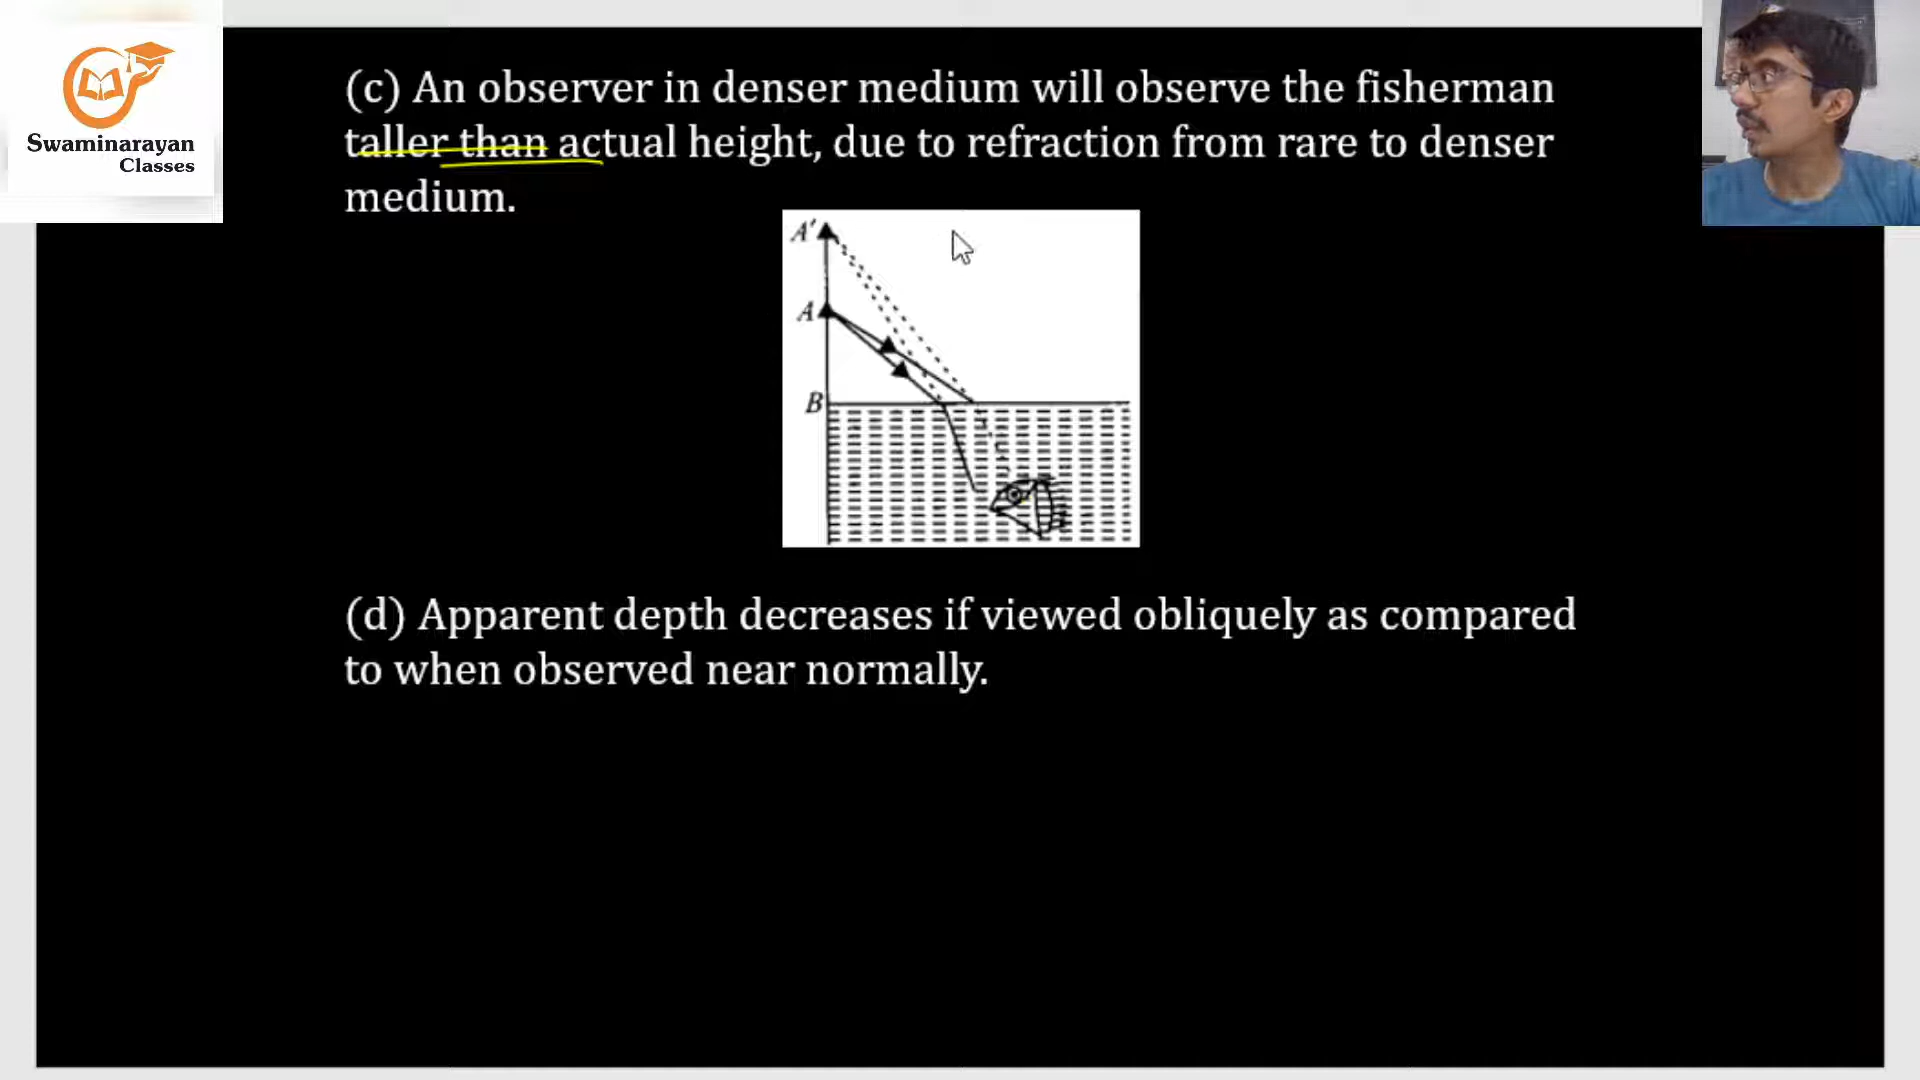 Swaminarayan
Classes
(c) An observer in denser medium will observe the fisherman
taller than actual height, due to refraction from rare to denser
medium.
A′
A
B
(d) Apparent depth decreases if viewed obliquely as compared
to when observed near normally.